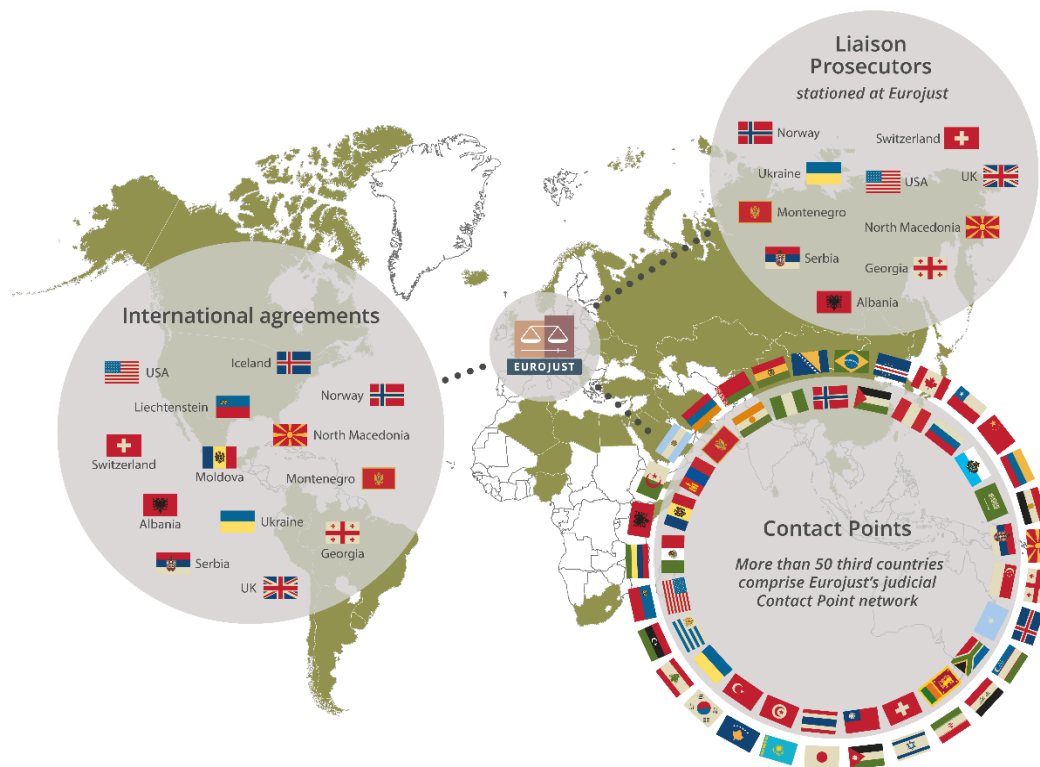 Liaison
Prosecutors
stationed at Eurojust
Norway
Switzerland
Ukraine
USA
UK
Montenegro
North Macedonia
Serbia
Georgia
Albania
International agreements
USA
Iceland
Norway
Liechtenstein
North Macedonia
Switzerland
Moldova
Montenegro
Albania
Ukraine
Georgia
Serbia
UK
EUROJUST
Contact Points
More than 50 third countries
comprise Eurojust's judicial
Contact Point network